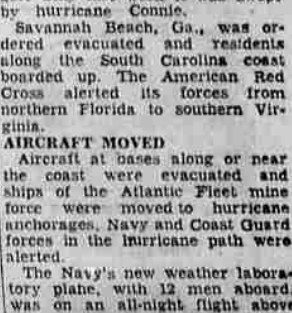 by hurricane Connie.
Savannah Beach, Ga., was or-
dered evacuated and residents
along the South Carolina coast
boarded up. The American Red
Cross alerted its forces from
northern Florida to southern Vir-
ginia.
AIRCRAFT MOVED
Aircraft at bases along or near
the coast were evacuated and
ships of the Atlantic Fleet mine
force were moved to hurricane
anchorages. Navy and Coast Guard
forces in the hurricane path were
alerted.
The Navy's new weather labora-
tory plane, with 12 men aboard,
was on an all-night flight above